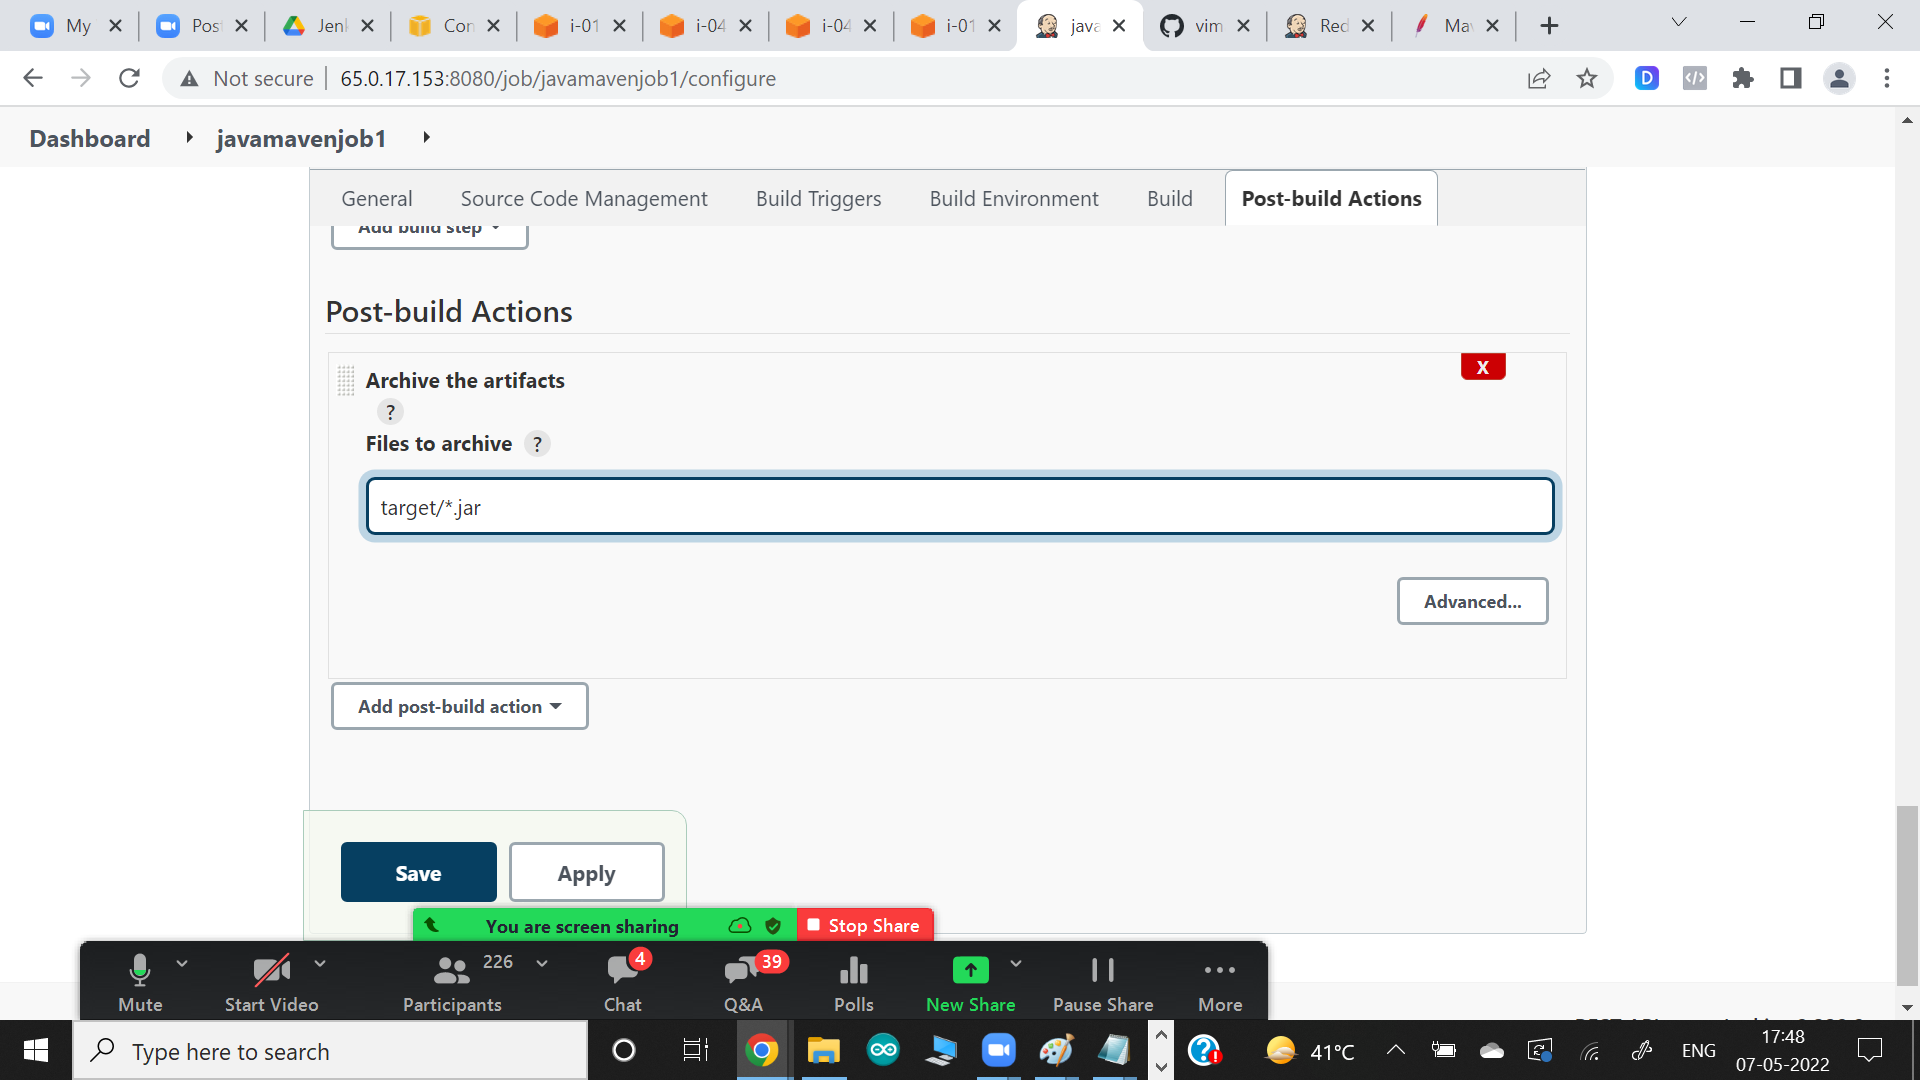 My
Post
Jen
Con
i-01
i-04
i-04
i-01
java
vim
Red
Mav
Not secure
65.0.17.153:8080/job/javamavenjob1/configure
Dashboard
javamavenjob1
General
Source Code Management
Build Triggers
Build Environment
Build
Post-build Actions
Add build step
Post-build Actions
X
Archive the artifacts
?
Files to archive ?
target/*.jar
Advanced...
Add post-build action
Save
Apply
You are screen sharing
Stop Share
4
39
226
Mute
Start Video
Participants
Chat
Q&A
Polls
New Share
Pause Share
More
Type here to search
41°C
ENG
17:48
07-05-2022